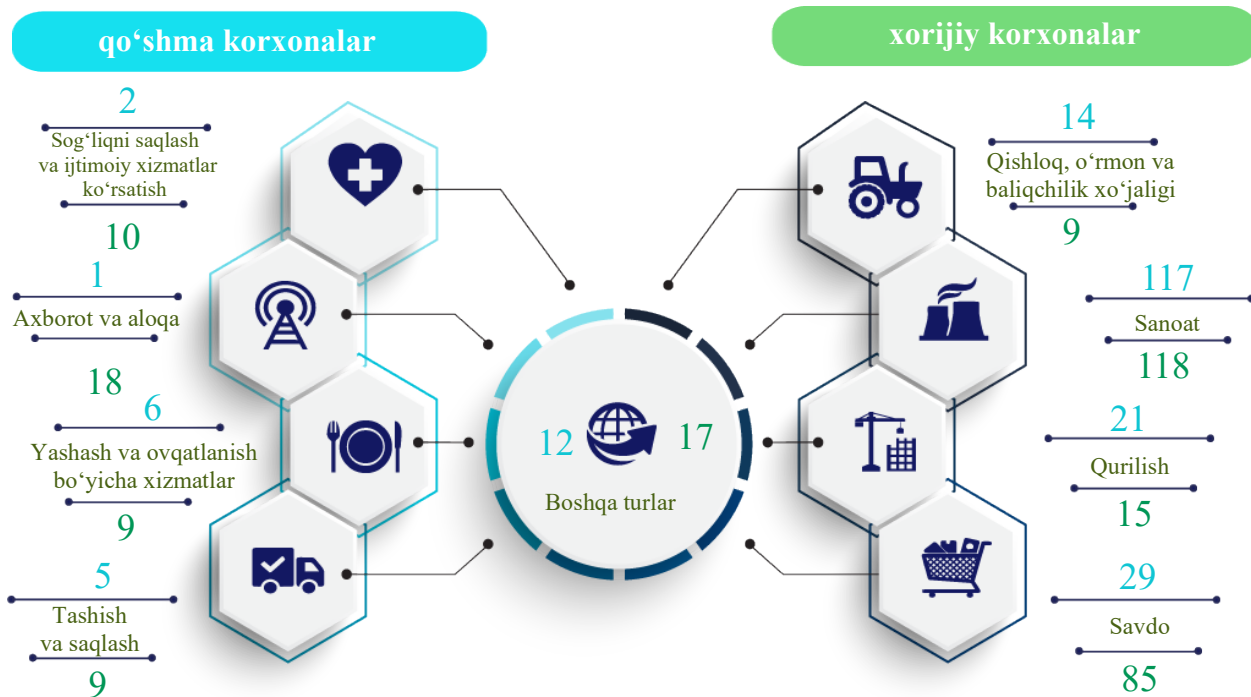 qo‘shma korxonalar
xorijiy korxonalar
2
Sog‘liqni saqlash
va ijtimoiy xizmatlar
ko‘rsatish
10
1
Axborot va aloqa
18
6
Yashash va ovqatlanish
bo‘yicha xizmatlar
9
5
Tashish
va saqlash
9
12
17
Boshqa turlar
14
Qishloq, o‘rmon va
baliqchilik xo‘jaligi
9
117
Sanoat
118
21
Qurilish
15
29
Savdo
85